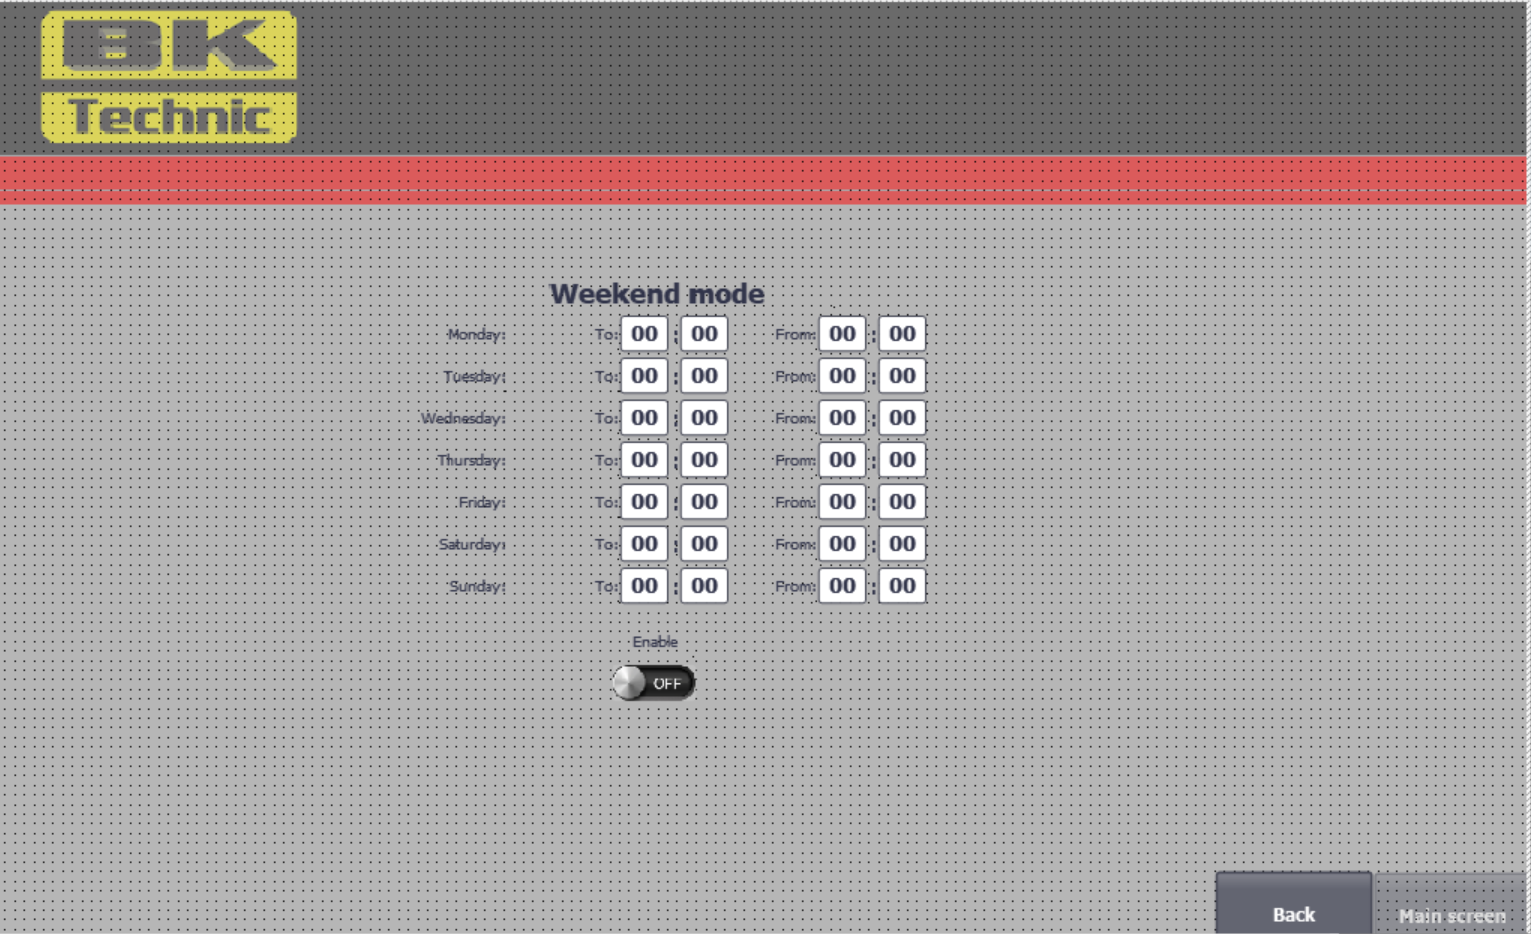 BK
Technic
Weekend mode
Monday: To: 00 : 00 From: 00 : 00
Tuesday: To: 00 : 00 From: 00 : 00
Wednesday: To: 00 : 00 From: 00 : 00
Thursday: To: 00 : 00 From: 00 : 00
Friday: To: 00 : 00 From: 00 : 00
Saturday: To: 00 : 00 From: 00 : 00
Sunday: To: 00 : 00 From: 00 : 00
Enable
OFF
Back Main screen